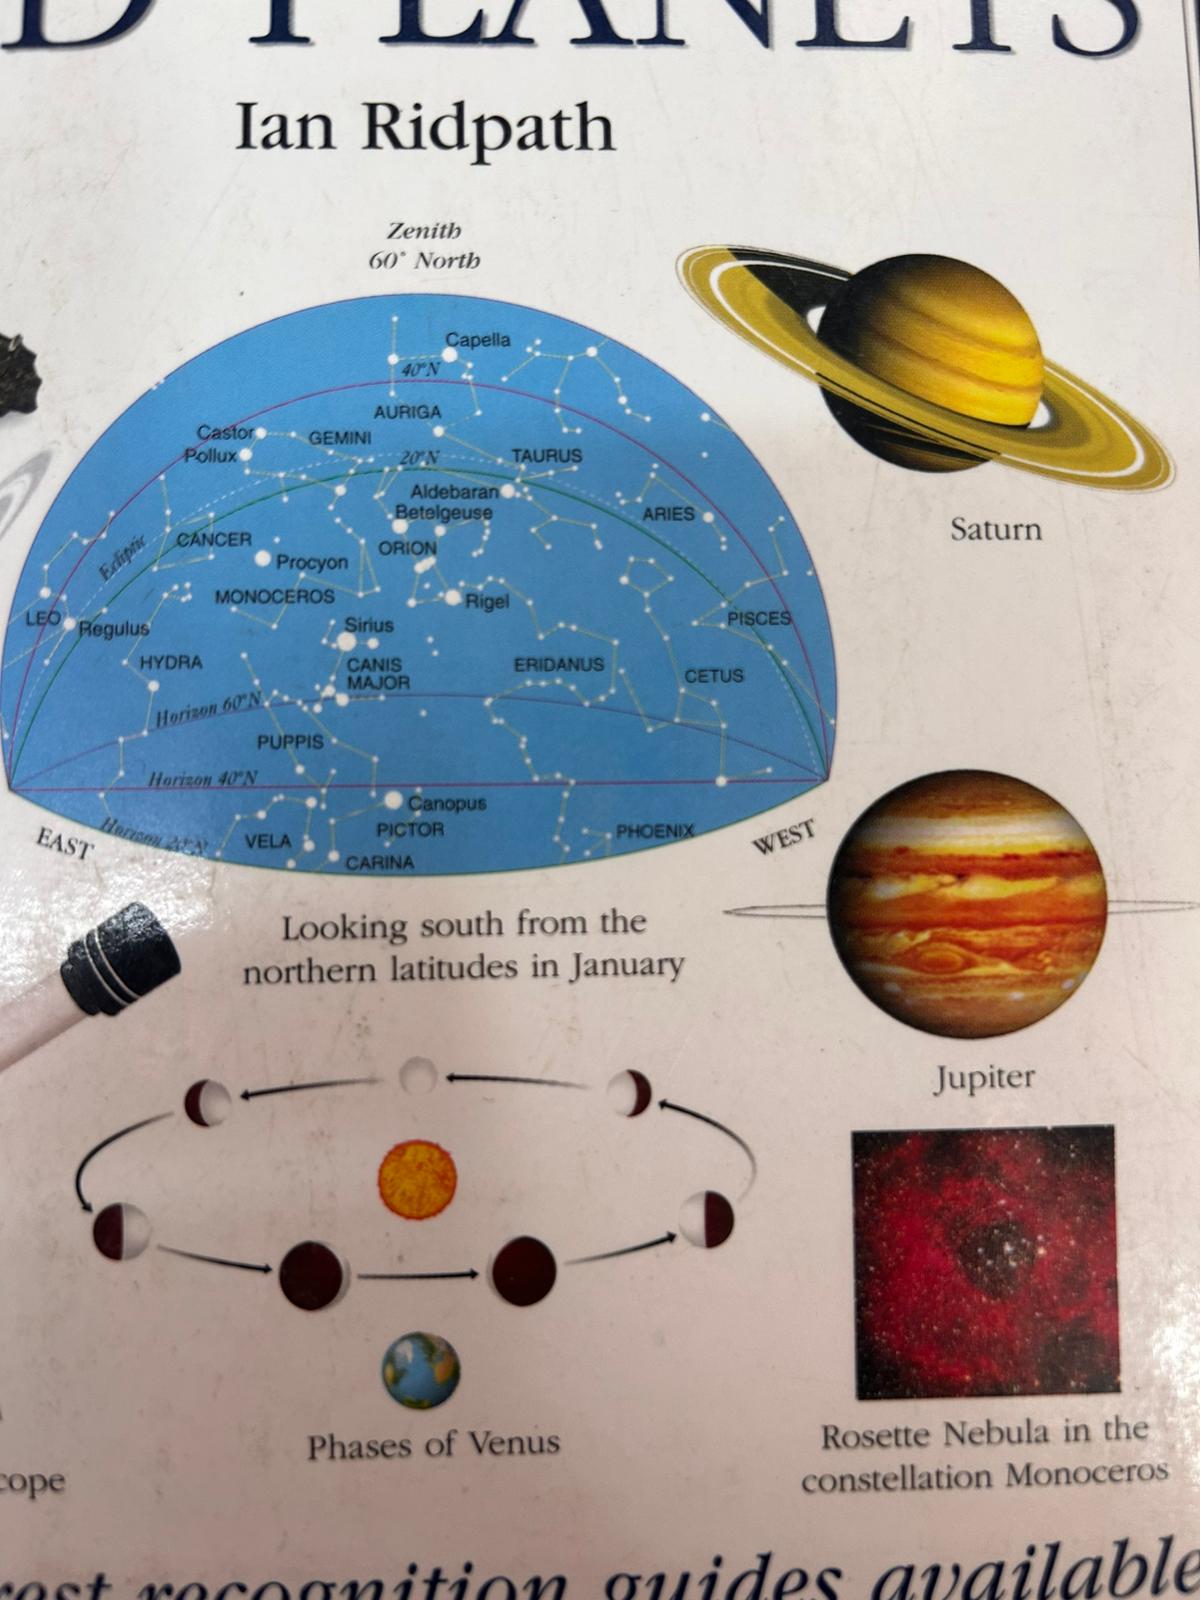 D PLANETS
Ian Ridpath
Zenith
60° North
Capella
40°N
AURIGA
Castor
GEMINI
Pollux
20°N
TAURUS
Aldebaran
Betelgeuse
ARIES
CANCER
Ecliptic
ORION
Procyon
MONOCEROS
Rigel
LEO
Regulus
Sirius
PISCES
HYDRA
CANIS
MAJOR
ERIDANUS
CETUS
Horizon 60°N
PUPPIS
Horizon 40°N
Canopus
Horizon 20°N
VELA
PICTOR
PHOENIX
CARINA
EAST
WEST
Saturn
Looking south from the
northern latitudes in January
Jupiter
Phases of Venus
Rosette Nebula in the
constellation Monoceros
cope
recognition guides available